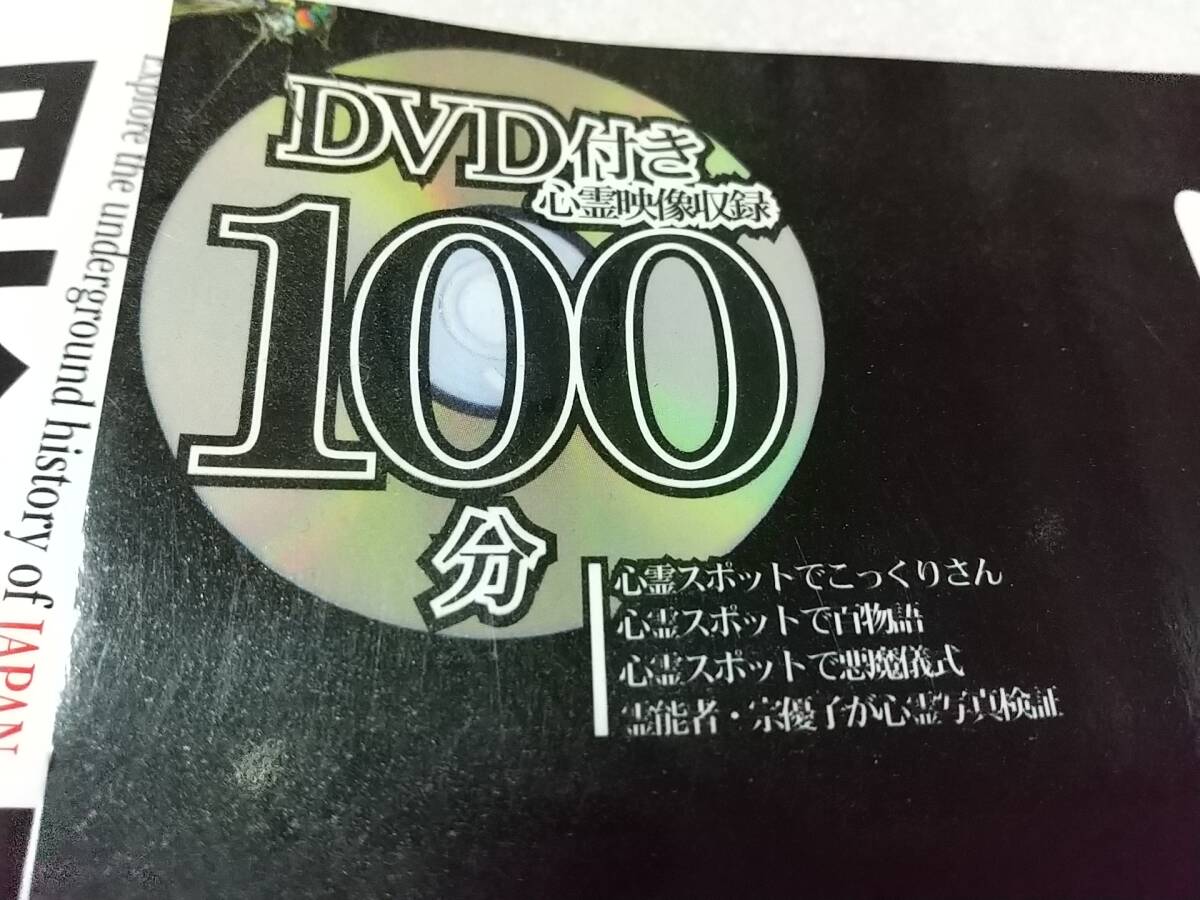 DVD付き
心霊映像収録
100
分
心霊スポットでこっくりさん
心霊スポットで百物語
心霊スポットで悪魔儀式
霊能者・宗優子が心霊写真検証
Explore the underground history of JAPAN